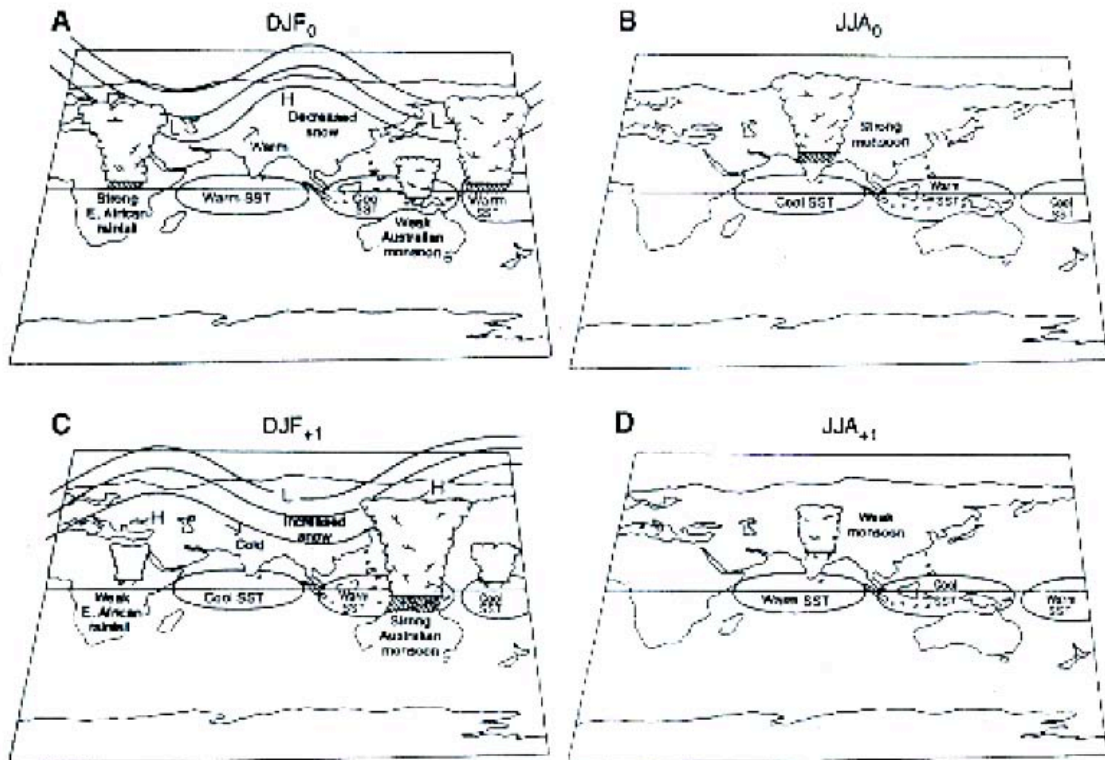 A
DJF0
H
Decreased
snow
L
L
Warm
Warm SST
Cool
SST
Warm
SST
Strong
E. African
rainfall
Weak
Australian
monsoon
B
JJA0
Strong
monsoon
Cool SST
Warm
SST
Cool
SST
C
DJF+1
L
H
H
Increased
snow
Cold
Cool SST
Warm
SST
Cool
SST
Weak
E. African
rainfall
Strong
Australian
monsoon
D
JJA+1
Weak
monsoon
Warm SST
Cool
SST
Warm
SST